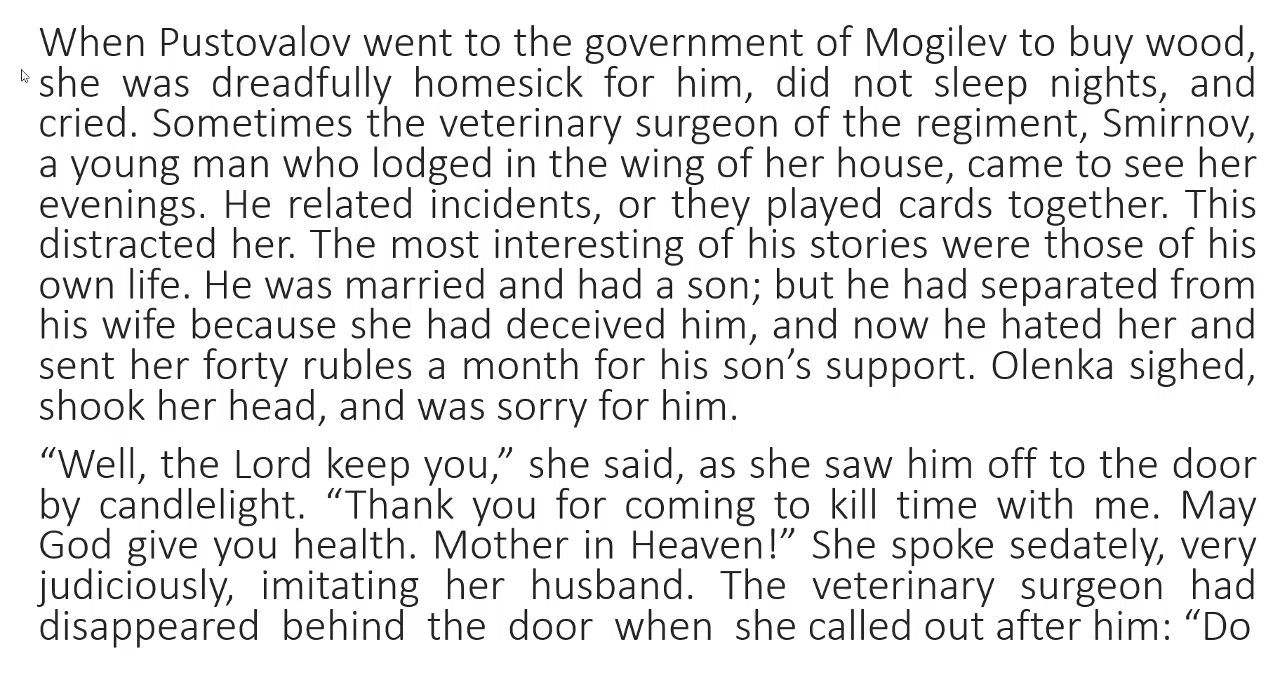 When Pustovalov went to the government of Mogilev to buy wood,
she was dreadfully homesick for him, did not sleep nights, and
cried. Sometimes the veterinary surgeon of the regiment, Smirnov,
a young man who lodged in the wing of her house, came to see her
evenings. He related incidents, or they played cards together. This
distracted her. The most interesting of his stories were those of his
own life. He was married and had a son; but he had separated from
his wife because she had deceived him, and now he hated her and
sent her forty rubles a month for his son’s support. Olenka sighed,
shook her head, and was sorry for him.
“Well, the Lord keep you,” she said, as she saw him off to the door
by candlelight. “Thank you for coming to kill time with me. May
God give you health. Mother in Heaven!” She spoke sedately, very
judiciously, imitating her husband. The veterinary surgeon had
disappeared behind the door when she called out after him: “Do